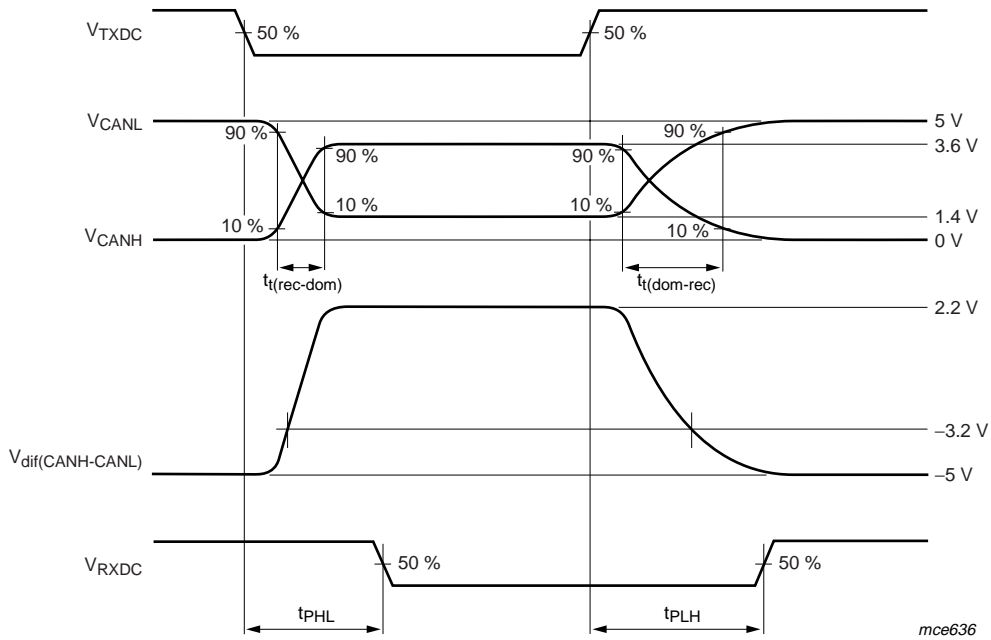 VTXDC
50 %
50 %
VCANL
5 V
90 %
90 %
3.6 V
90 %
90 %
10 %
10 %
1.4 V
10 %
10 %
VCANH
0 V
tt(rec-dom)
tt(dom-rec)
2.2 V
–3.2 V
Vdif(CANH-CANL)
–5 V
VRXDC
50 %
50 %
tPHL
tPLH
mce636